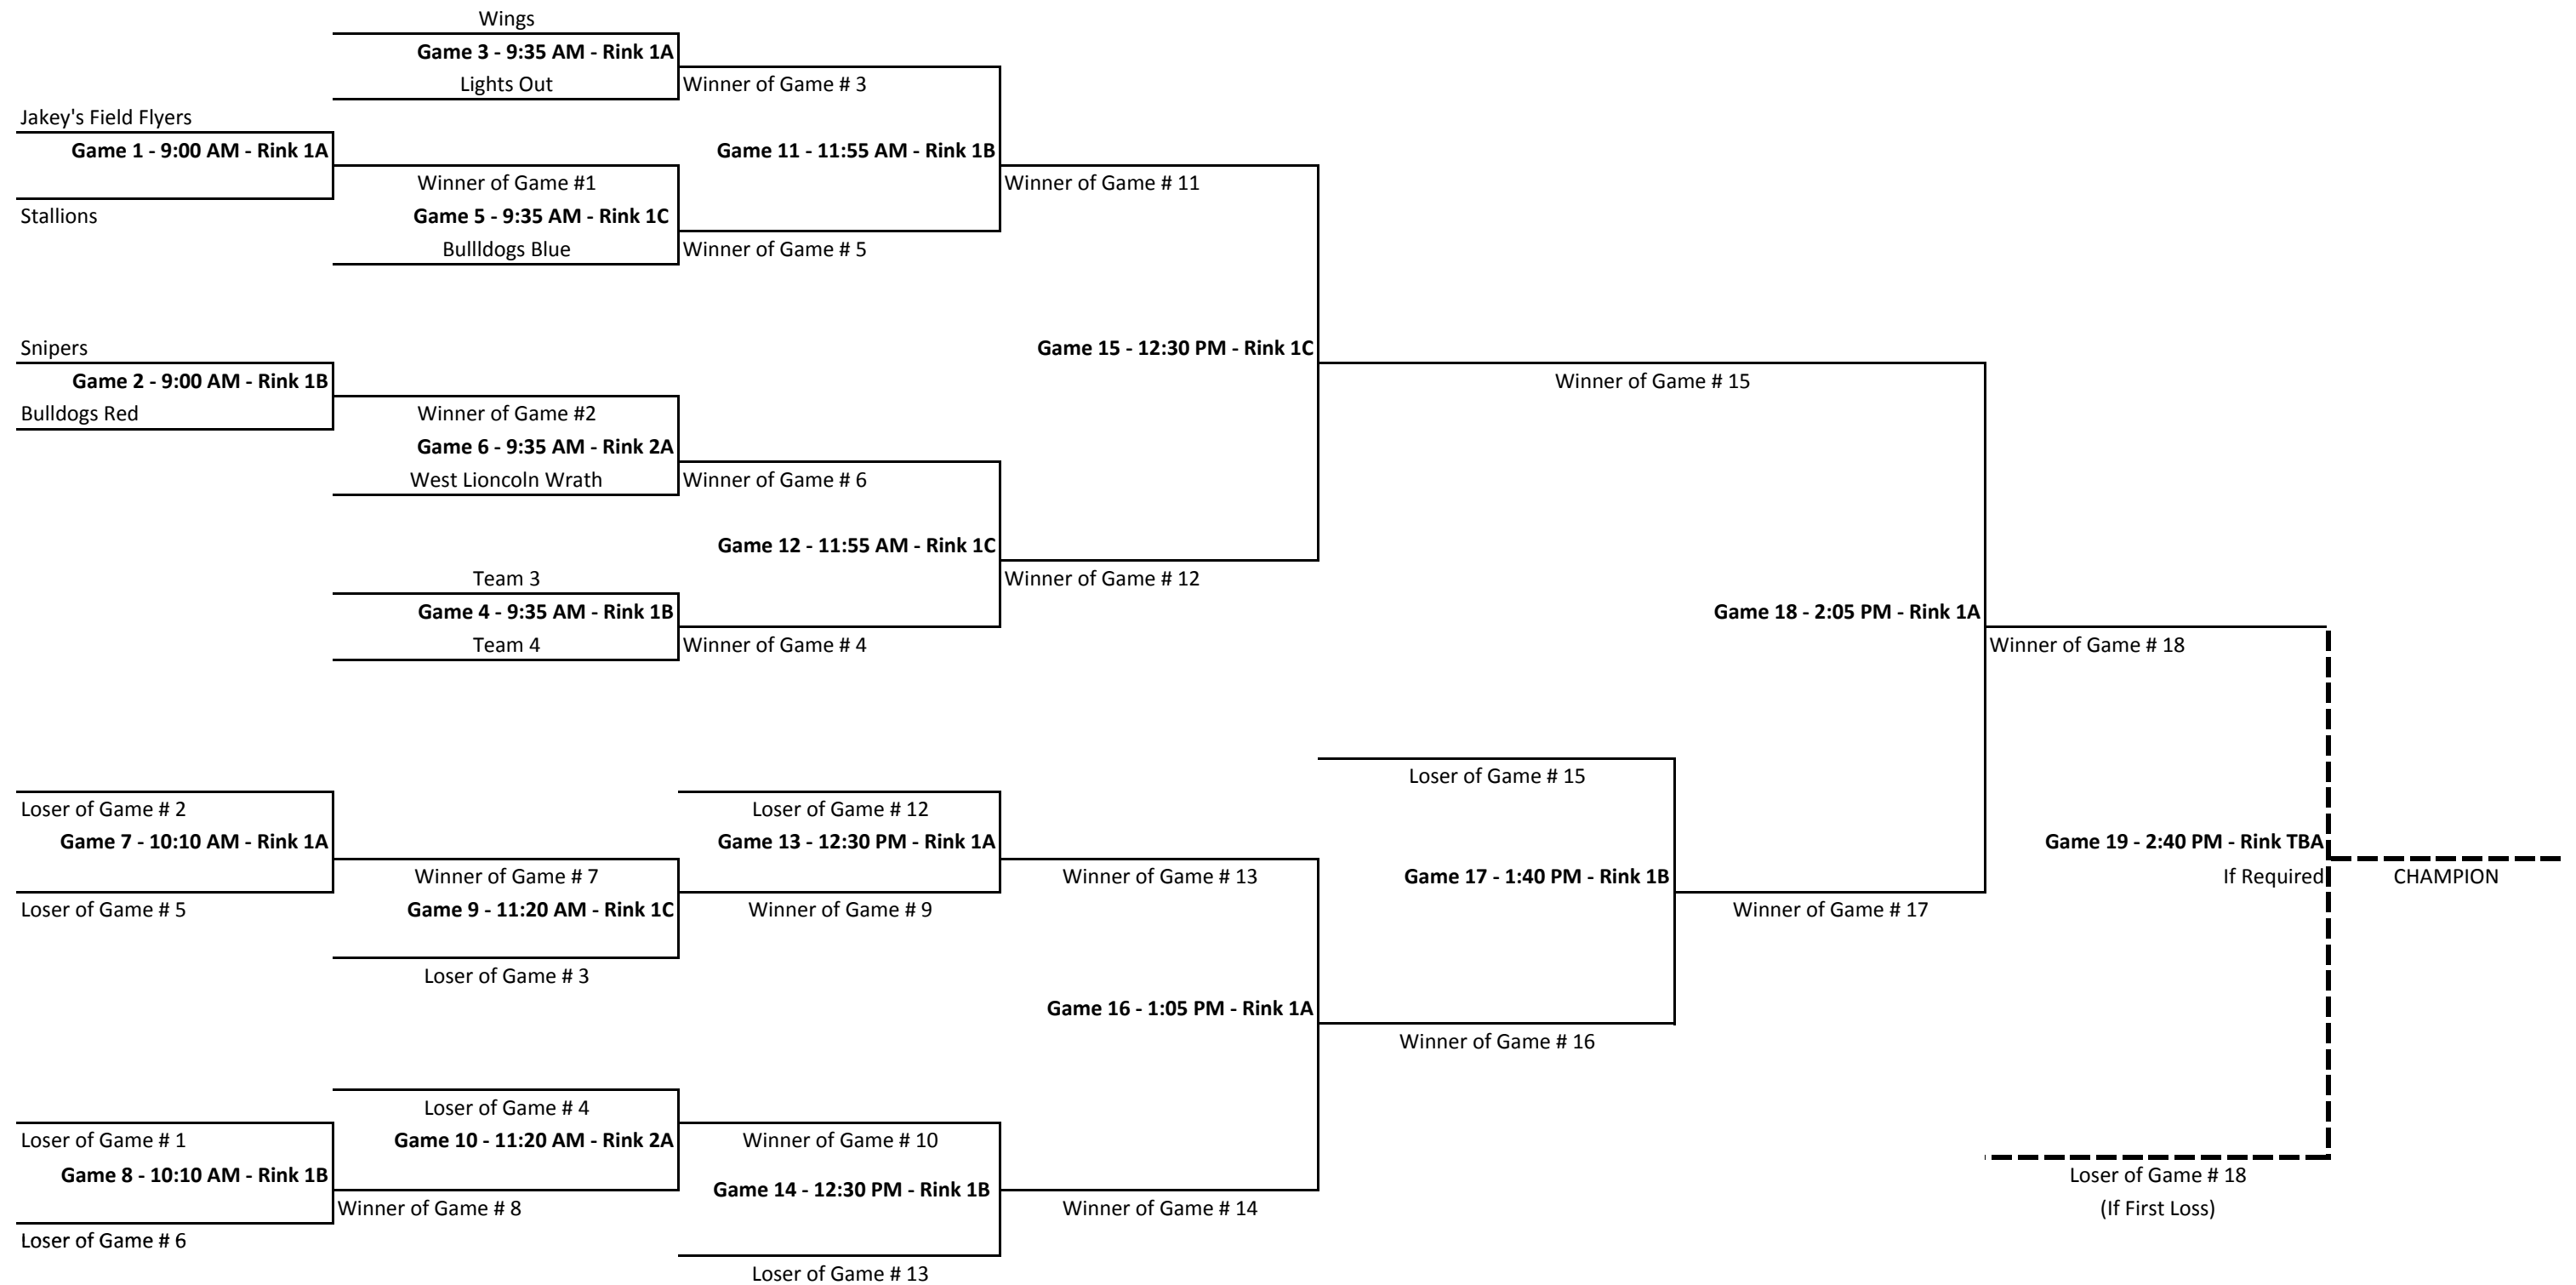 Wings
Game 3 - 9:35 AM - Rink 1A
Lights Out
Winner of Game # 3
Jakey's Field Flyers
Game 1 - 9:00 AM - Rink 1A
Game 11 - 11:55 AM - Rink 1B
Winner of Game #1
Winner of Game # 11
Stallions
Game 5 - 9:35 AM - Rink 1C
Bullldogs Blue
Winner of Game # 5
Snipers
Game 15 - 12:30 PM - Rink 1C
Game 2 - 9:00 AM - Rink 1B
Winner of Game # 15
Bulldogs Red
Winner of Game #2
Game 6 - 9:35 AM - Rink 2A
West Lioncoln Wrath
Winner of Game # 6
Game 12 - 11:55 AM - Rink 1C
Team 3
Winner of Game # 12
Game 4 - 9:35 AM - Rink 1B
Game 18 - 2:05 PM - Rink 1A
Team 4
Winner of Game # 4
Winner of Game # 18
Loser of Game # 15
Loser of Game # 2
Loser of Game # 12
Game 7 - 10:10 AM - Rink 1A
Game 13 - 12:30 PM - Rink 1A
Game 19 - 2:40 PM - Rink TBA
Winner of Game # 7
Winner of Game # 13
Game 17 - 1:40 PM - Rink 1B
If Required
CHAMPION
Loser of Game # 5
Game 9 - 11:20 AM - Rink 1C
Winner of Game # 9
Winner of Game # 17
Loser of Game # 3
Game 16 - 1:05 PM - Rink 1A
Winner of Game # 16
Loser of Game # 4
Loser of Game # 1
Game 10 - 11:20 AM - Rink 2A
Winner of Game # 10
Game 8 - 10:10 AM - Rink 1B
Loser of Game # 18
Game 14 - 12:30 PM - Rink 1B
Winner of Game # 8
Winner of Game # 14
(If First Loss)
Loser of Game # 6
Loser of Game # 13